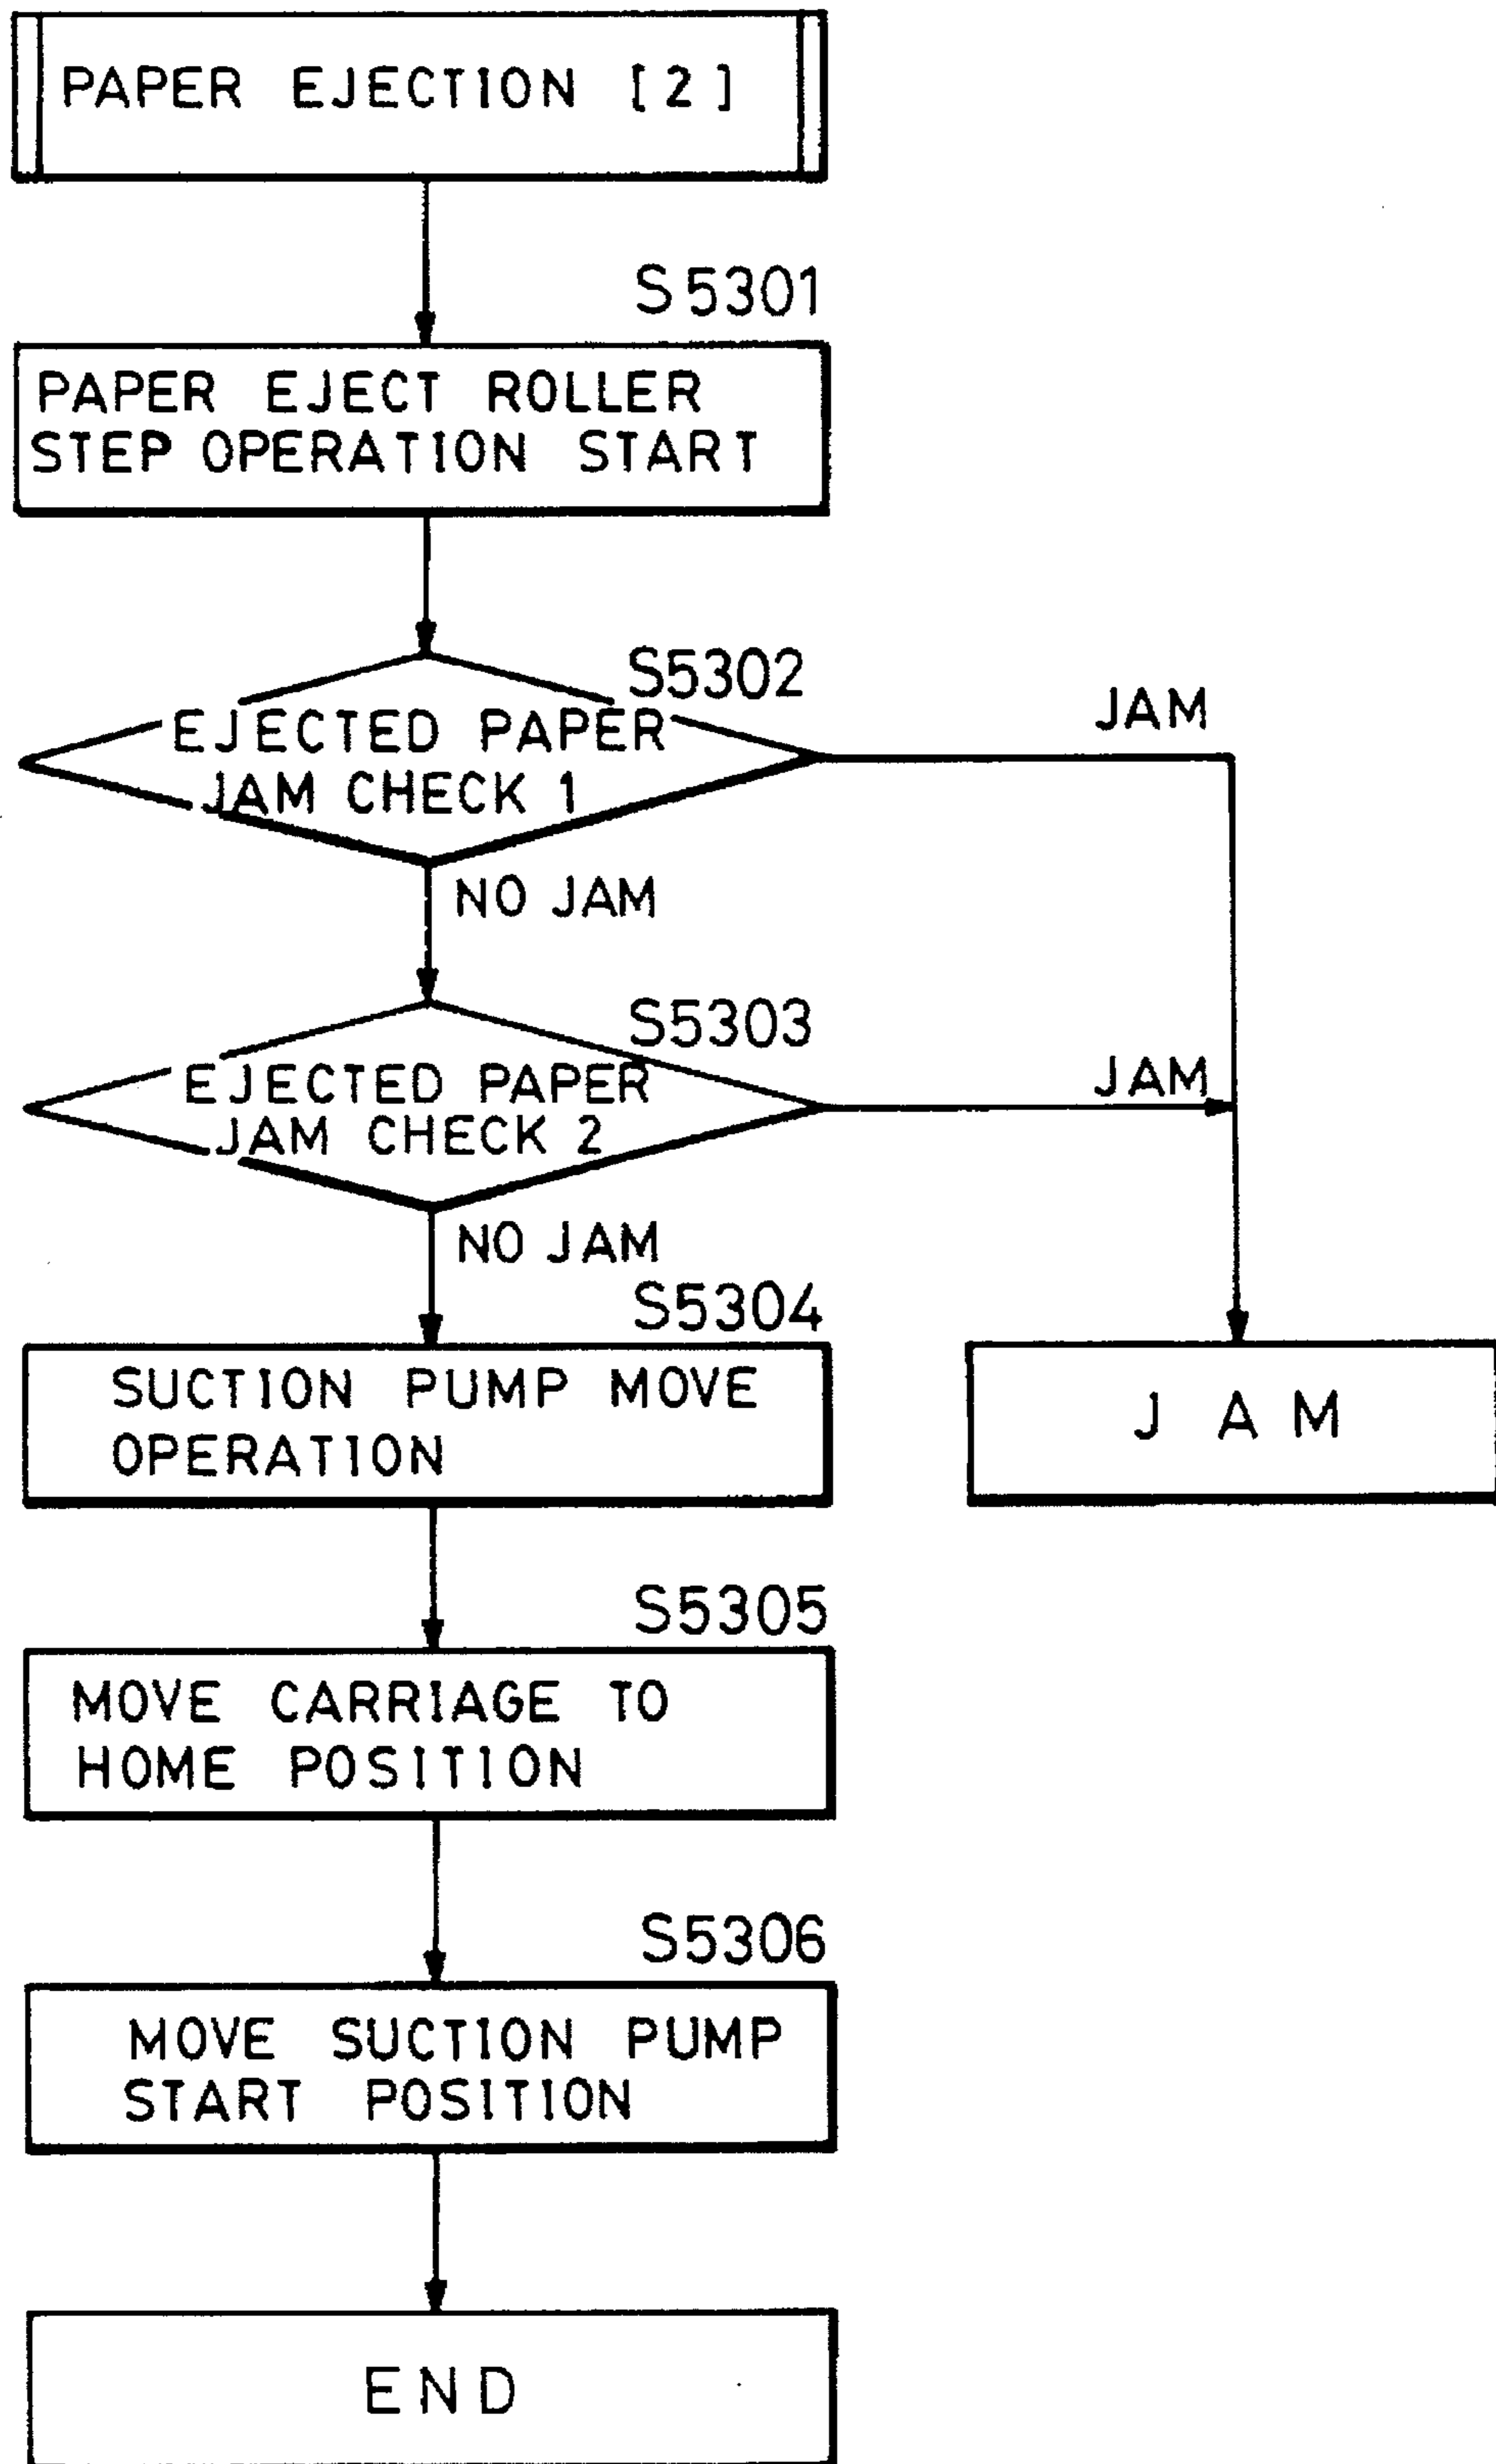 PAPER EJECTION [2]
S5301
PAPER EJECT ROLLER
STEP OPERATION START
S5302
EJECTED PAPER
JAM CHECK 1
JAM
NO JAM
S5303
EJECTED PAPER
JAM CHECK 2
JAM
NO JAM
S5304
SUCTION PUMP MOVE
OPERATION
JAM
S5305
MOVE CARRIAGE TO
HOME POSITION
S5306
MOVE SUCTION PUMP
START POSITION
END